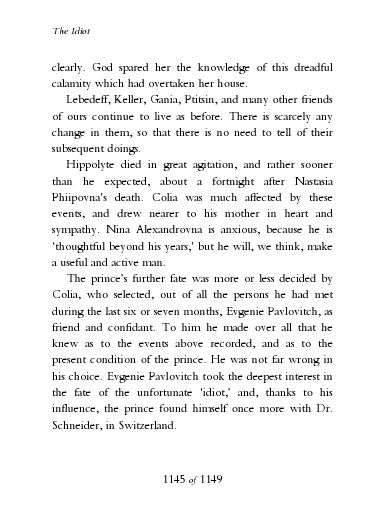 The Idiot
clearly. God spared her the knowledge of this dreadful
calamity which had overtaken her house.
Lebedeff, Keller, Gania, Ptitsin, and many other friends
of ours continue to live as before. There is scarcely any
change in them, so that there is no need to tell of their
subsequent doings.
Hippolyte died in great agitation, and rather sooner
than he expected, about a fortnight after Nastasia
Phiipovna's death. Colia was much affected by these
events, and drew nearer to his mother in heart and
sympathy. Nina Alexandrovna is anxious, because he is
'thoughtful beyond his years,' but he will, we think, make
a useful and active man.
The prince's further fate was more or less decided by
Colia, who selected, out of all the persons he had met
during the last six or seven months, Evgenie Pavlovitch, as
friend and confidant. To him he made over all that he
knew as to the events above recorded, and as to the
present condition of the prince. He was not far wrong in
his choice. Evgenie Pavlovitch took the deepest interest in
the fate of the unfortunate 'idiot,' and, thanks to his
influence, the prince found himself once more with Dr.
Schneider, in Switzerland.
1145 of 1149